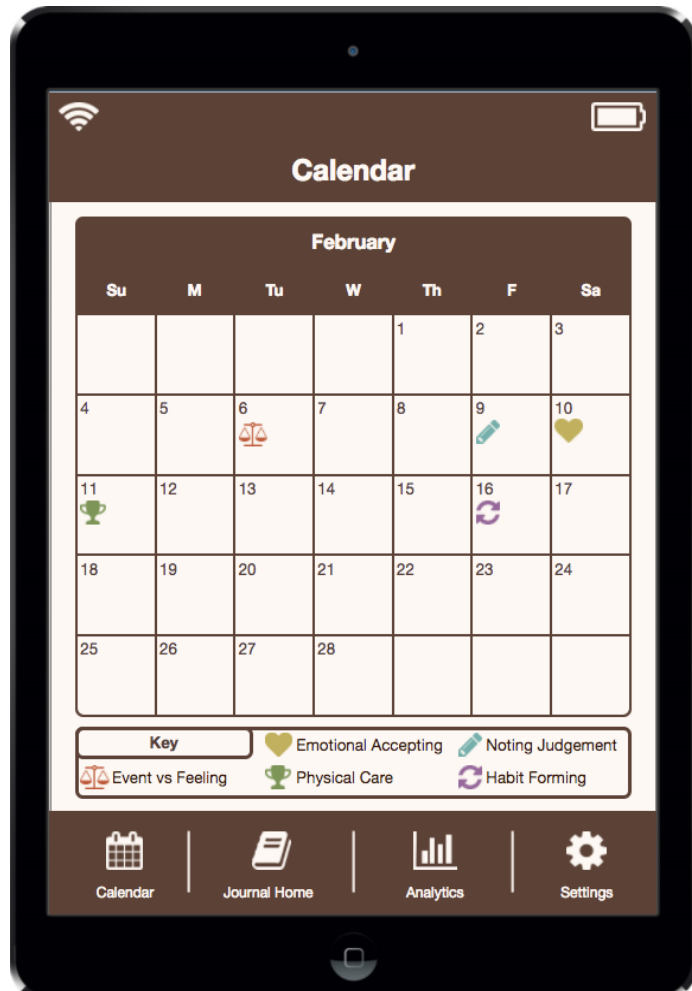 Calendar
February
Su M Tu W Th F Sa
1 2 3
4 5 6 7 8 9 10
11 12 13 14 15 16 17
18 19 20 21 22 23 24
25 26 27 28
Key Emotional Accepting Noting Judgement
Event vs Feeling Physical Care Habit Forming
Calendar Journal Home Analytics Settings